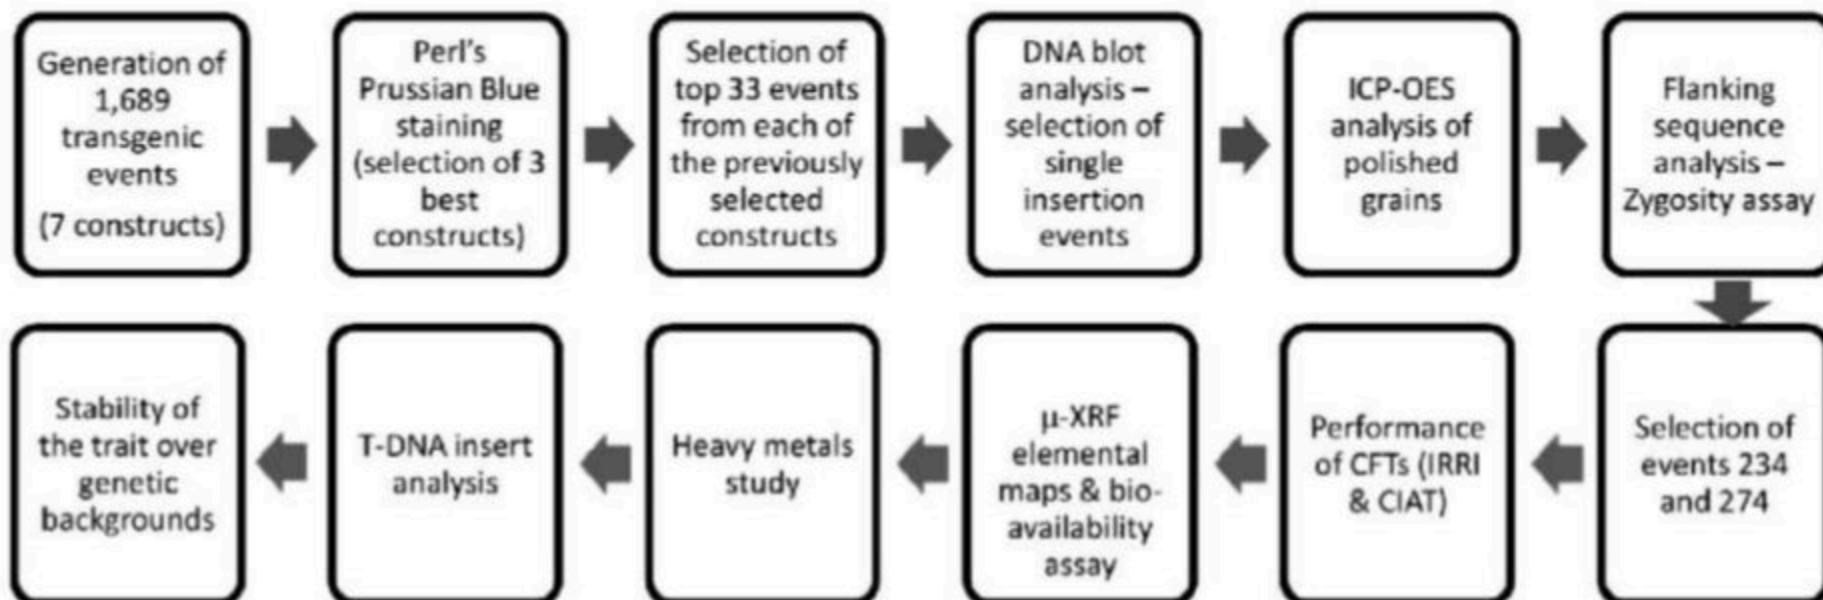 Generation of
1,689
transgenic
events
(7 constructs)
Perl's
Prussian Blue
staining
(selection of 3
best
constructs)
Selection of
top 33 events
from each of
the previously
selected
constructs
DNA blot
analysis –
selection of
single
insertion
events
ICP-OES
analysis of
polished
grains
Flanking
sequence
analysis –
Zygosity assay
Selection of
events 234
and 274
Performance
of CFTs (IRRI
& CIAT)
µ-XRF
elemental
maps & bio-
availability
assay
Heavy metals
study
T-DNA insert
analysis
Stability of
the trait over
genetic
backgrounds